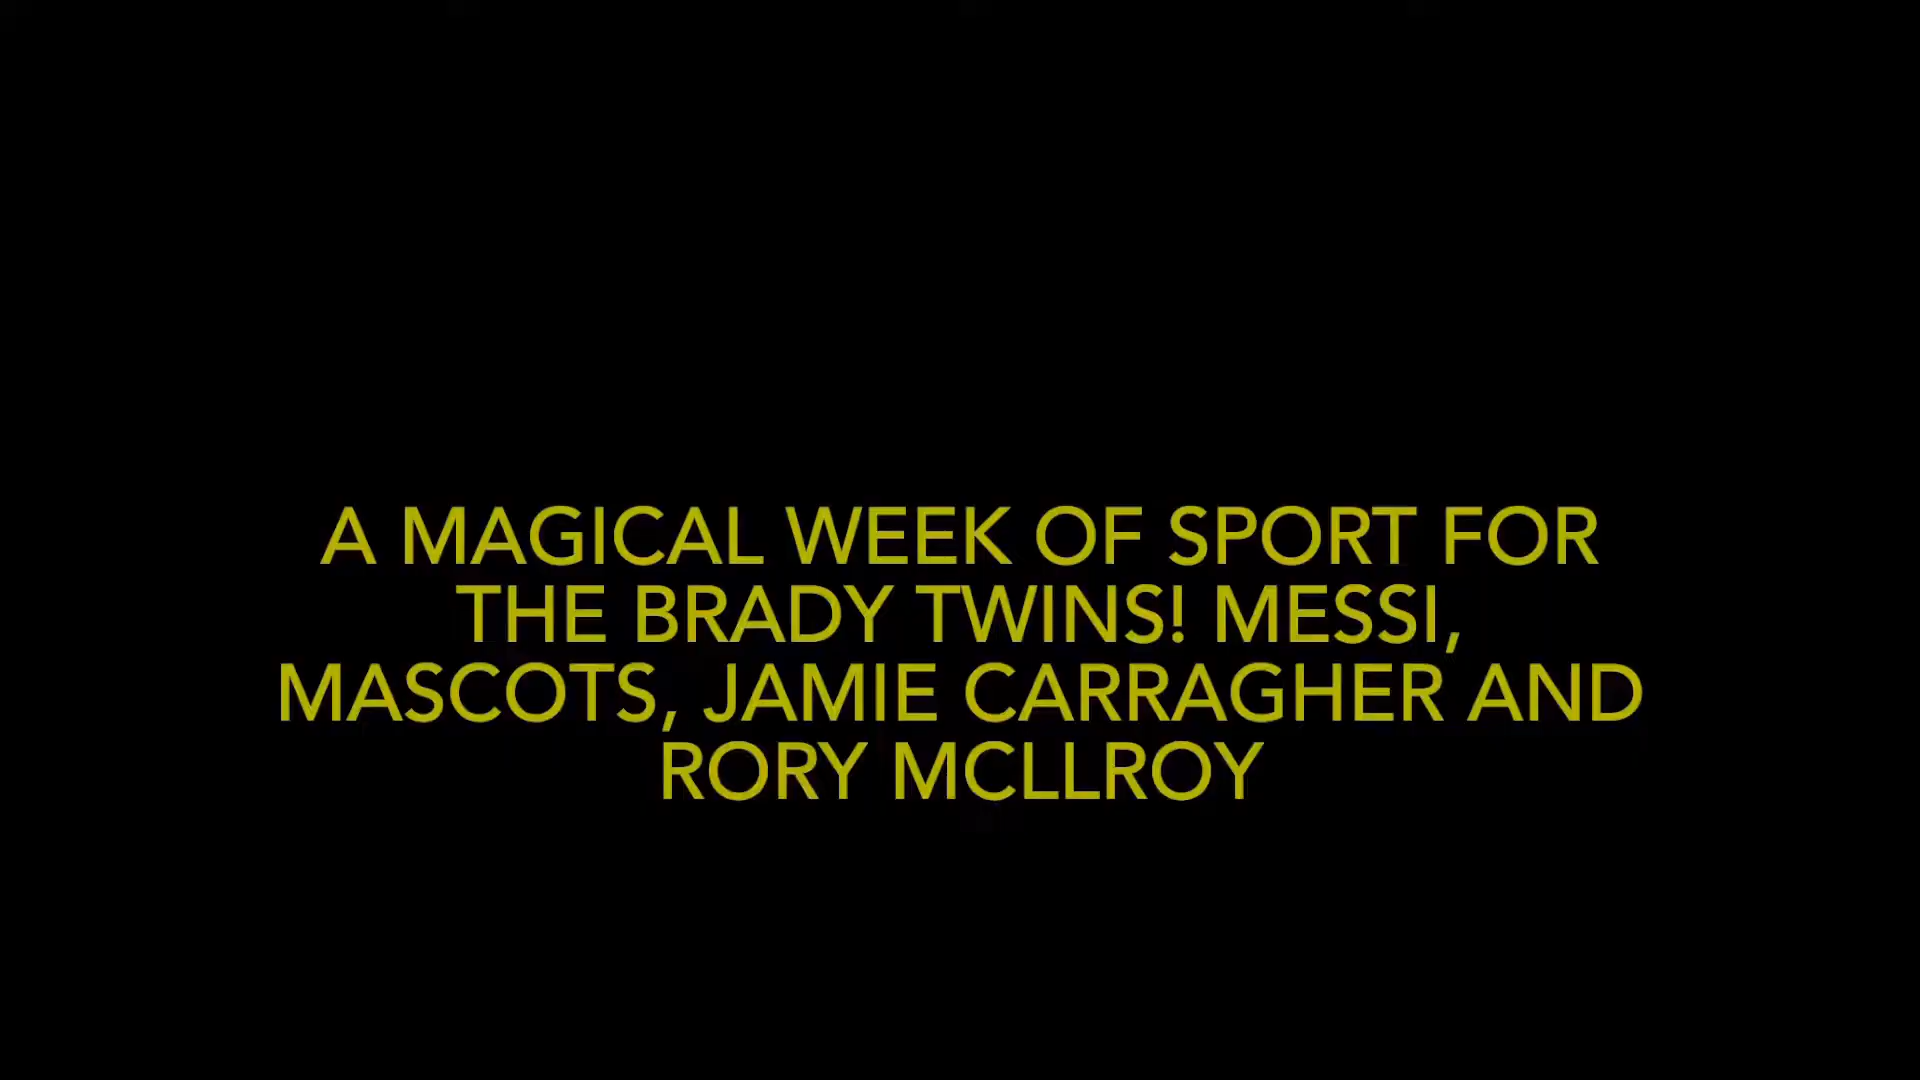 A MAGICAL WEEK OF SPORT FOR
THE BRADY TWINS! MESSI,
MASCOTS, JAMIE CARRAGHER AND
RORY MCLLROY